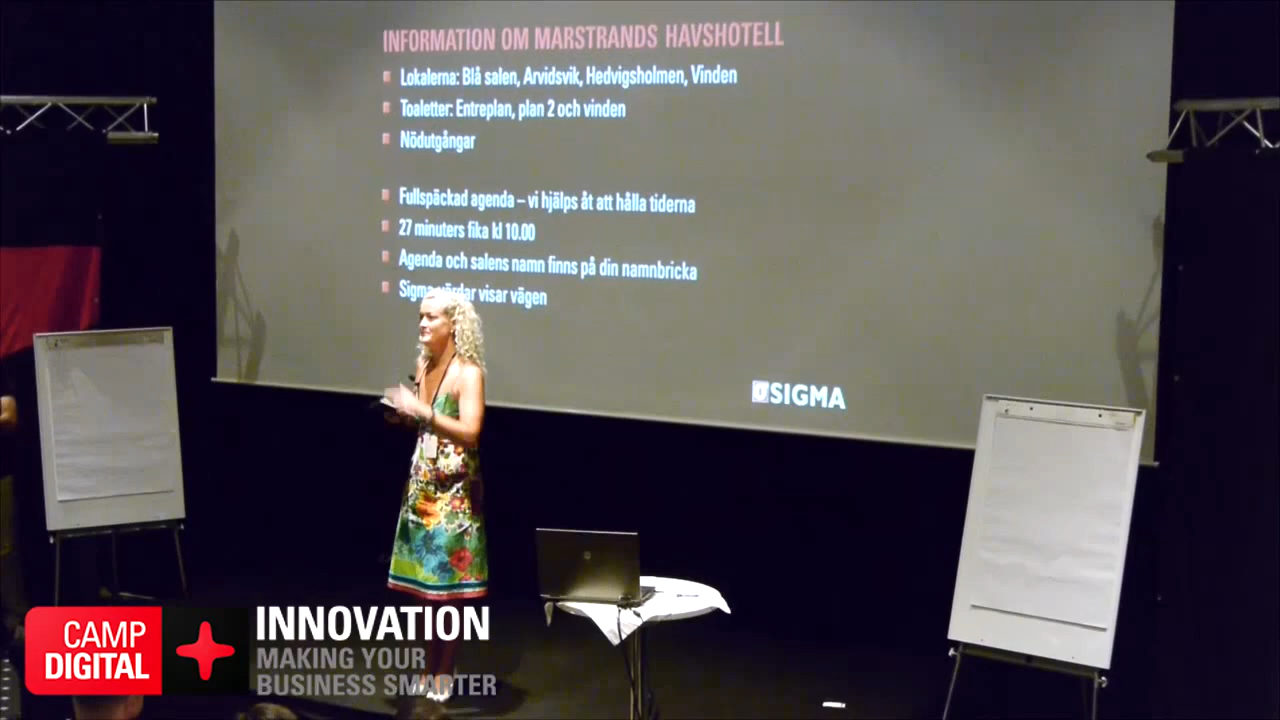 INFORMATION OM MARSTRANDS HAVSHOTELL
Lokalerna: Blå salen, Arvidsvik, Hedvigsholmen, Vinden
Toaletter: Entreplan, plan 2 och vinden
Nödutgångar
Fullspäckad agenda – vi hjälps åt att hålla tiderna
27 minuters fika kl 10.00
Agenda och salens namn finns på din namnbricka
Sigma värdar visar vägen
SIGMA
CAMP
DIGITAL
INNOVATION
MAKING YOUR
BUSINESS SMARTER